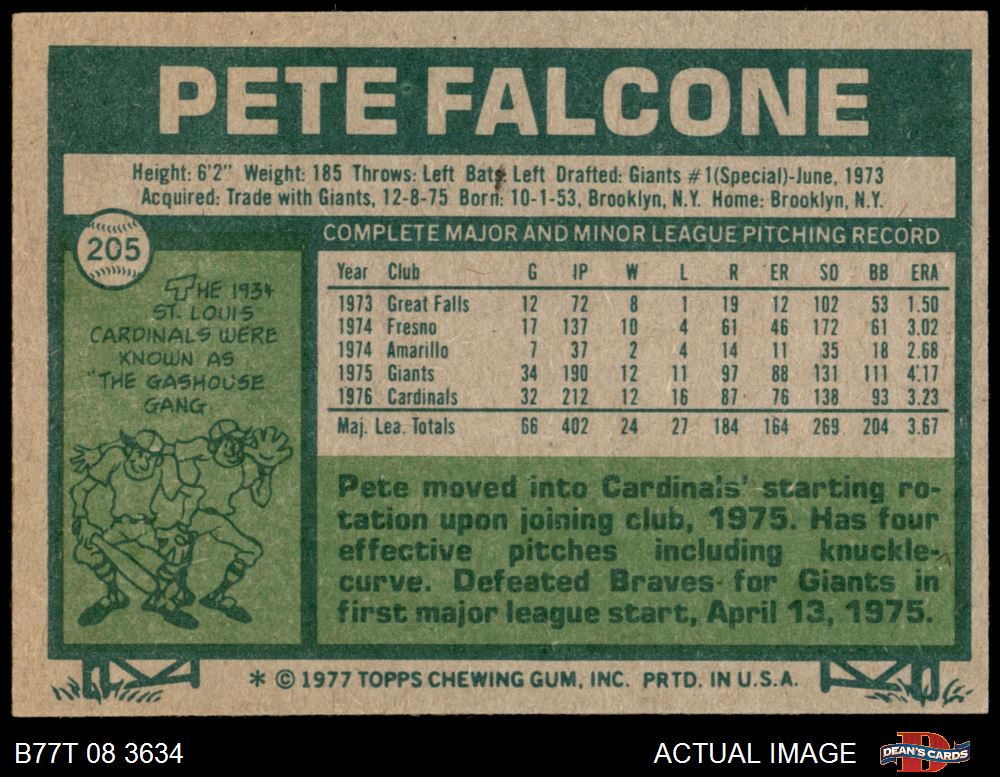 PETE FALCONE
Height: 6'2" Weight: 185 Throws: Left Bats: Left Drafted: Giants #1(Special)-June, 1973
Acquired: Trade with Giants, 12-8-75 Born: 10-1-53, Brooklyn, N.Y. Home: Brooklyn, N.Y.
205
THE 1934
ST. LOUIS
CARDINALS WERE
KNOWN AS
"THE GASHOUSE
GANG.
COMPLETE MAJOR AND MINOR LEAGUE PITCHING RECORD
Year Club G IP W L R ER SO BB ERA
1973 Great Falls 12 72 8 1 19 12 102 53 1.50
1974 Fresno 17 137 10 4 61 46 172 61 3.02
1974 Amarillo 7 37 2 4 14 11 35 18 2.68
1975 Giants 34 190 12 11 97 88 131 111 4.17
1976 Cardinals 32 212 12 16 87 76 138 93 3.23
Maj. Lea. Totals 66 402 24 27 184 164 269 204 3.67
Pete moved into Cardinals' starting ro-
tation upon joining club, 1975. Has four
effective pitches including knuckle-
curve. Defeated Braves for Giants in
first major league start, April 13, 1975.
* © 1977 TOPPS CHEWING GUM, INC. PRTD. IN U.S.A.
B77T 08 3634
ACTUAL IMAGE
D
DEAN'S CARDS